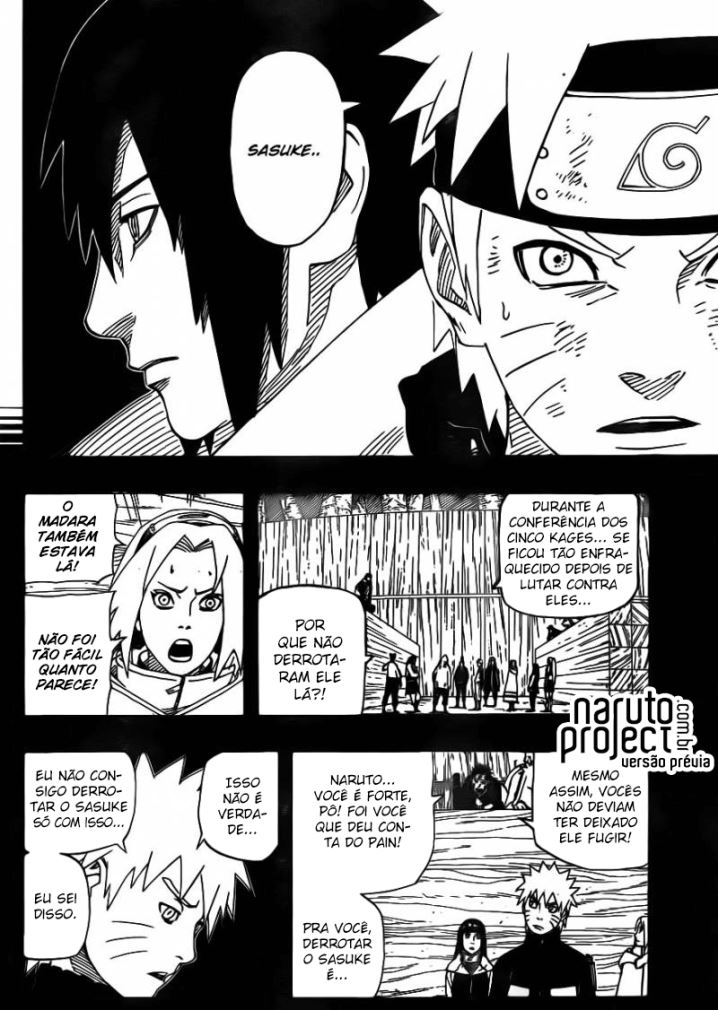 SASUKE..
DURANTE A
CONFERÊNCIA DOS
CINCO KAGES... SE
FICOU TÃO ENFRA-
QUECIDO DEPOIS DE
LUTAR CONTRA
ELES...
POR
QUE NÃO
DERROTA-
RAM ELE
LÁ?!
O
MADARA
TAMBÉM
ESTAVA
LÁ!
NÃO FOI
TÃO FÁCIL
QUANTO
PARECE!
naruto
project
.com.br
versão prévia
MESMO
ASSIM, VOCÊS
NÃO DEVIAM
TER DEIXADO
ELE FUGIR!
NARUTO...
VOCÊ É FORTE,
PÔ! FOI VOCÊ
QUE DEU CON-
TA DO PAIN!
PRA VOCÊ,
DERROTAR
O SASUKE
É...
ISSO
NÃO É
VERDA-
DE...
EU NÃO CON-
SIGO DERRO-
TAR O SASUKE
SÓ COM ISSO...
EU SEI
DISSO.